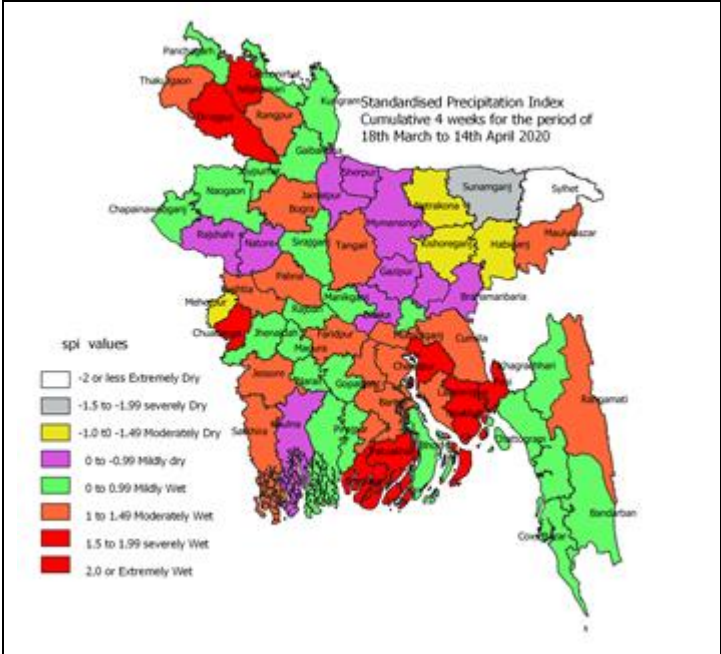 Panchagarh
Thakurgaon
Kurigram
Rangpur
Standardised Precipitation Index
Cumulative 4 weeks for the period of
18th March to 14th April 2020
Gaibandha
Sherpur
Sunamganj
Sylhet
Naogaon
Jamalpur
Netrakona
Chapainawabganj
Bogra
Mymensingh
Rajshahi
Natore
Sirajganj
Tangail
Kishoreganj
Habiganj
Maulvibazar
Pabna
Gazipur
Kushtia
Manikganj
Brahamanbaria
Meherpur
Rajbari
Dhaka
Chuadanga
Jhenaidah
Faridpur
Cumilla
Magura
Khagrachhari
spi values
Jessore
Narail
Gopalganj
Rangamati
-2 or less Extremely Dry
-1.5 to -1.99 severely Dry
Satkhira
Khulna
Pirojpur
Bhola
Chattogram
-1.0 t0 -1.49 Moderately Dry
0 to -0.99 Mildly dry
0 to 0.99 Mildly Wet
Bandarban
1 to 1.49 Moderately Wet
Coxsbazar
1.5 to 1.99 severely Wet
2.0 or Extremely Wet